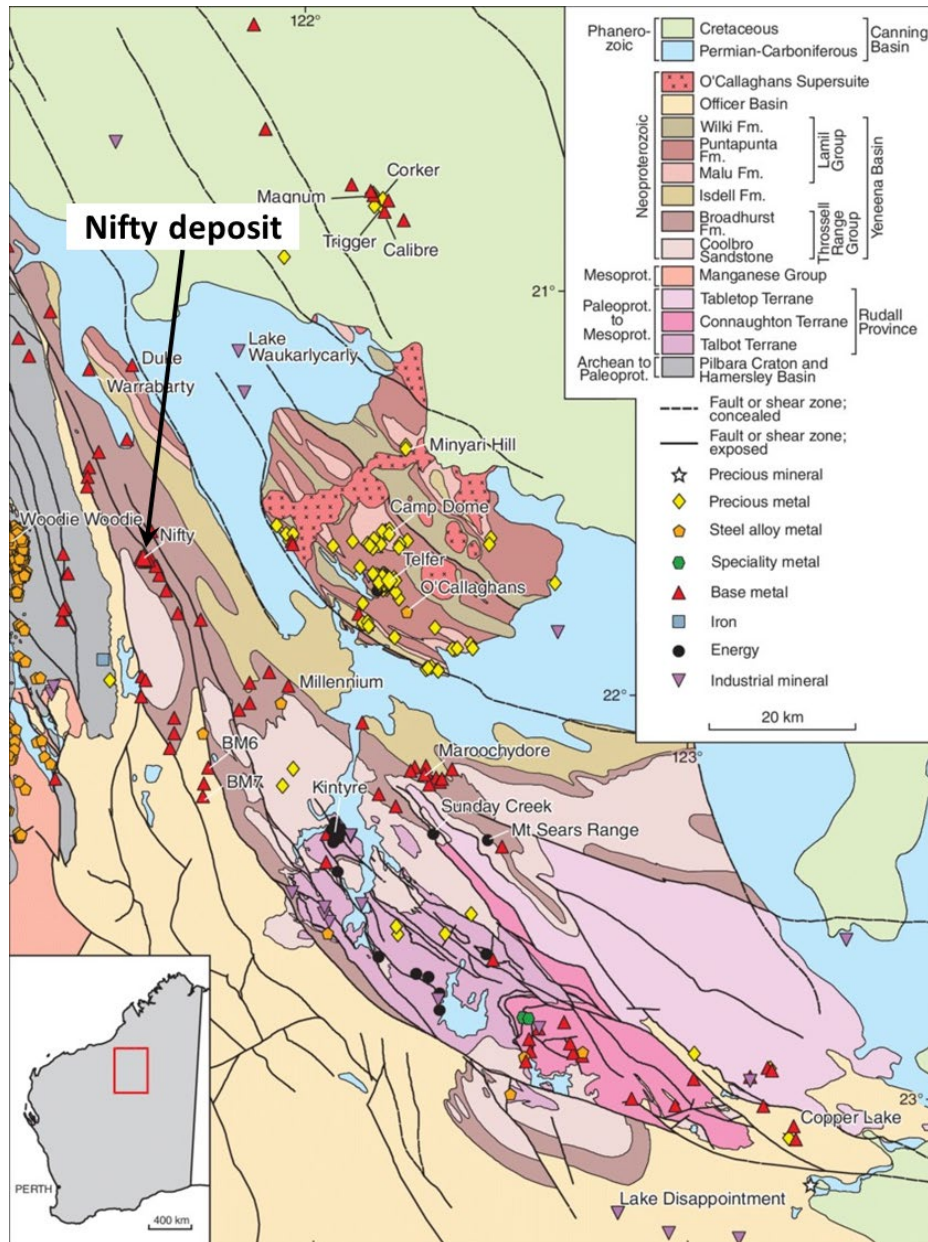 122°
Phanero-
zoic
Cretaceous
Permian-Carboniferous
Canning
Basin
Neoproterozoic
O'Callaghans Supersuite
Officer Basin
Wilki Fm.
Puntapunta
Fm.
Malu Fm.
Lamil
Group
Isdell Fm.
Broadhurst
Fm.
Coolbro
Sandstone
Throssell
Range
Group
Yeneena Basin
Mesoprot.
Manganese Group
Paleoprot.
to
Mesoprot.
Tabletop Terrane
Connaughton Terrane
Talbot Terrane
Rudall
Province
Archean to
Paleoprot.
Pilbara Craton and
Hamersley Basin
Fault or shear zone;
concealed
Fault or shear zone;
exposed
Precious mineral
Precious metal
Steel alloy metal
Speciality metal
Base metal
Iron
Energy
Industrial mineral
20 km
Corker
Magnum
Trigger
Calibre
Nifty deposit
21°
Lake
Waukarlycarly
Duke
Warrabarty
Minyari Hill
Camp Dome
Woodie Woodie
Nifty
Telfer
O'Callaghans
22°
Millennium
123°
BM6
BM7
Maroochydore
Kintyre
Sunday Creek
Mt Sears Range
23°
Copper Lake
Lake Disappointment
PERTH
400 km